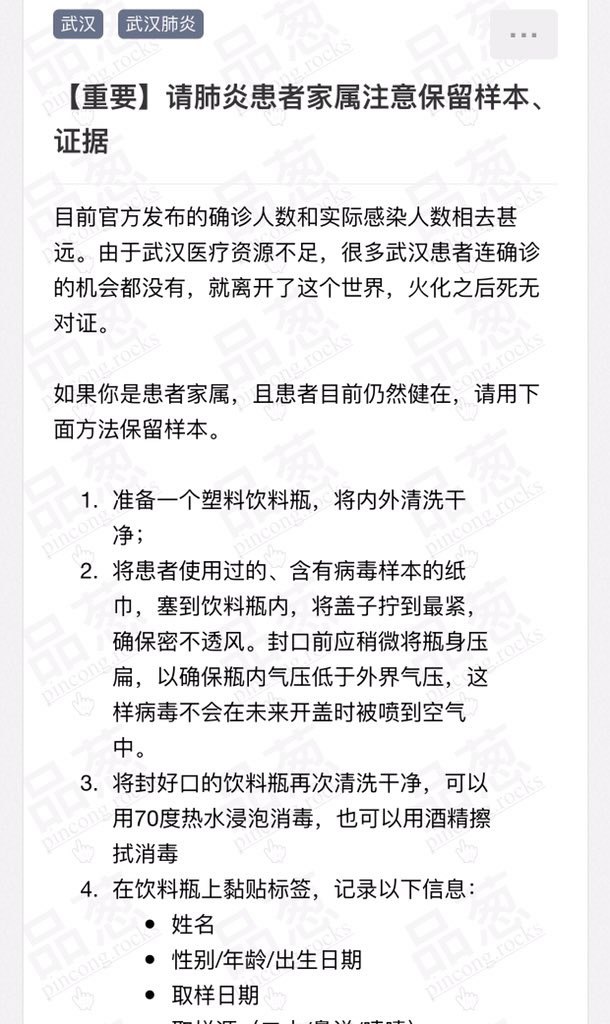 武汉
武汉肺炎
...
【重要】请肺炎患者家属注意保留样本、
证据
目前官方发布的确诊人数和实际感染人数相去甚
远。由于武汉医疗资源不足，很多武汉患者连确诊
的机会都没有，就离开了这个世界，火化之后死无
对证。
如果你是患者家属，且患者目前仍然健在，请用下
面方法保留样本。
1. 准备一个塑料饮料瓶，将内外清洗干
净；
2. 将患者使用过的、含有病毒样本的纸
巾，塞到饮料瓶内，将盖子拧到最紧，
确保密不透风。封口前应稍微将瓶身压
扁，以确保瓶内气压低于外界气压，这
样病毒不会在未来开盖时被喷到空气
中。
3. 将封好口的饮料瓶再次清洗干净，可以
用70度热水浸泡消毒，也可以用酒精擦
拭消毒
4. 在饮料瓶上黏贴标签，记录以下信息：
• 姓名
• 性别/年龄/出生日期
• 取样日期
品葱
pincong.rocks